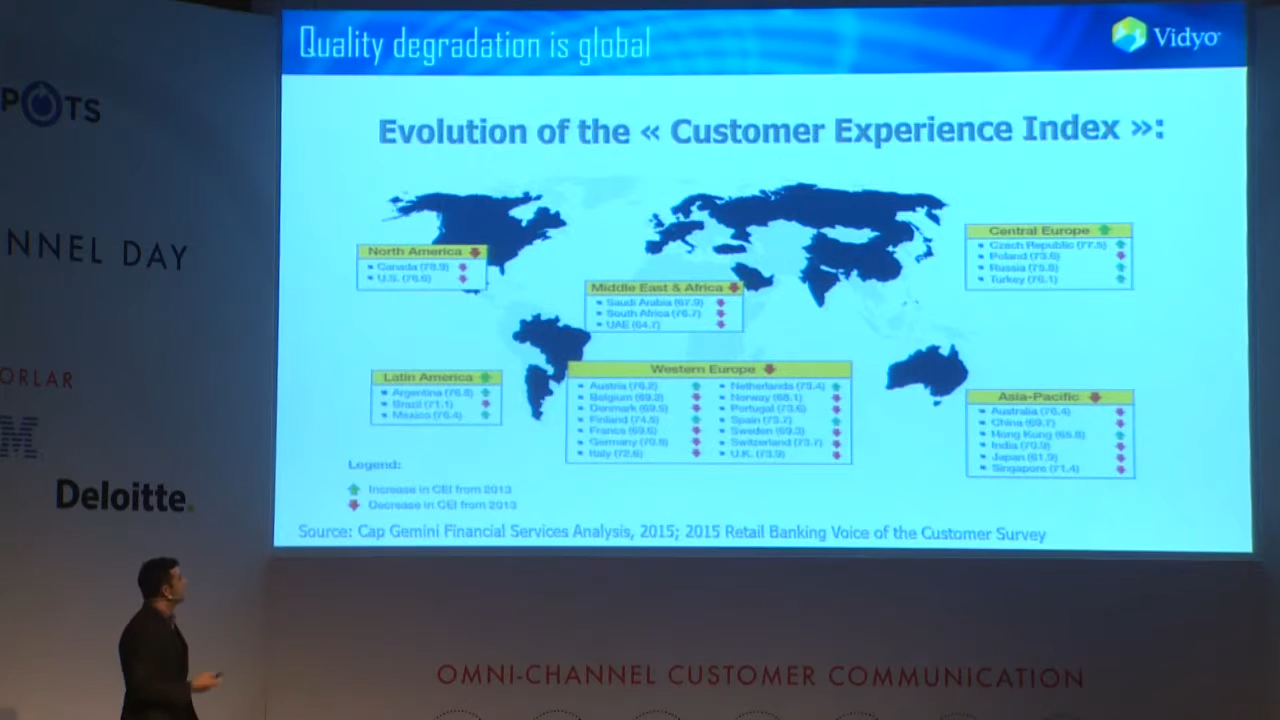 Quality degradation is global
Vidyo
P TS
Evolution of the « Customer Experience Index »:
NNEL DAY
North America
Canada (78.9)
U.S. (76.6)
Middle East & Africa
Saudi Arabia (67.9)
South Africa (76.7)
UAE (64.7)
Central Europe
Czech Republic (77.5)
Poland (73.6)
Russia (75.8)
Turkey (76.1)
Latin America
Argentina (76.8)
Brazil (71.1)
Mexico (76.4)
Western Europe
Austria (76.2)
Belgium (69.2)
Denmark (69.5)
Finland (74.5)
France (69.6)
Germany (70.8)
Italy (72.6)
Netherlands (73.4)
Norway (68.1)
Portugal (73.6)
Spain (73.7)
Sweden (69.3)
Switzerland (73.7)
U.K. (73.9)
Asia-Pacific
Australia (76.4)
China (69.7)
Hong Kong (65.8)
India (70.9)
Japan (61.9)
Singapore (71.4)
ORLAR
M
Deloitte.
Legend:
Increase in CEI from 2013
Decrease in CEI from 2013
Source: Cap Gemini Financial Services Analysis, 2015; 2015 Retail Banking Voice of the Customer Survey
OMNI-CHANNEL CUSTOMER COMMUNICATION